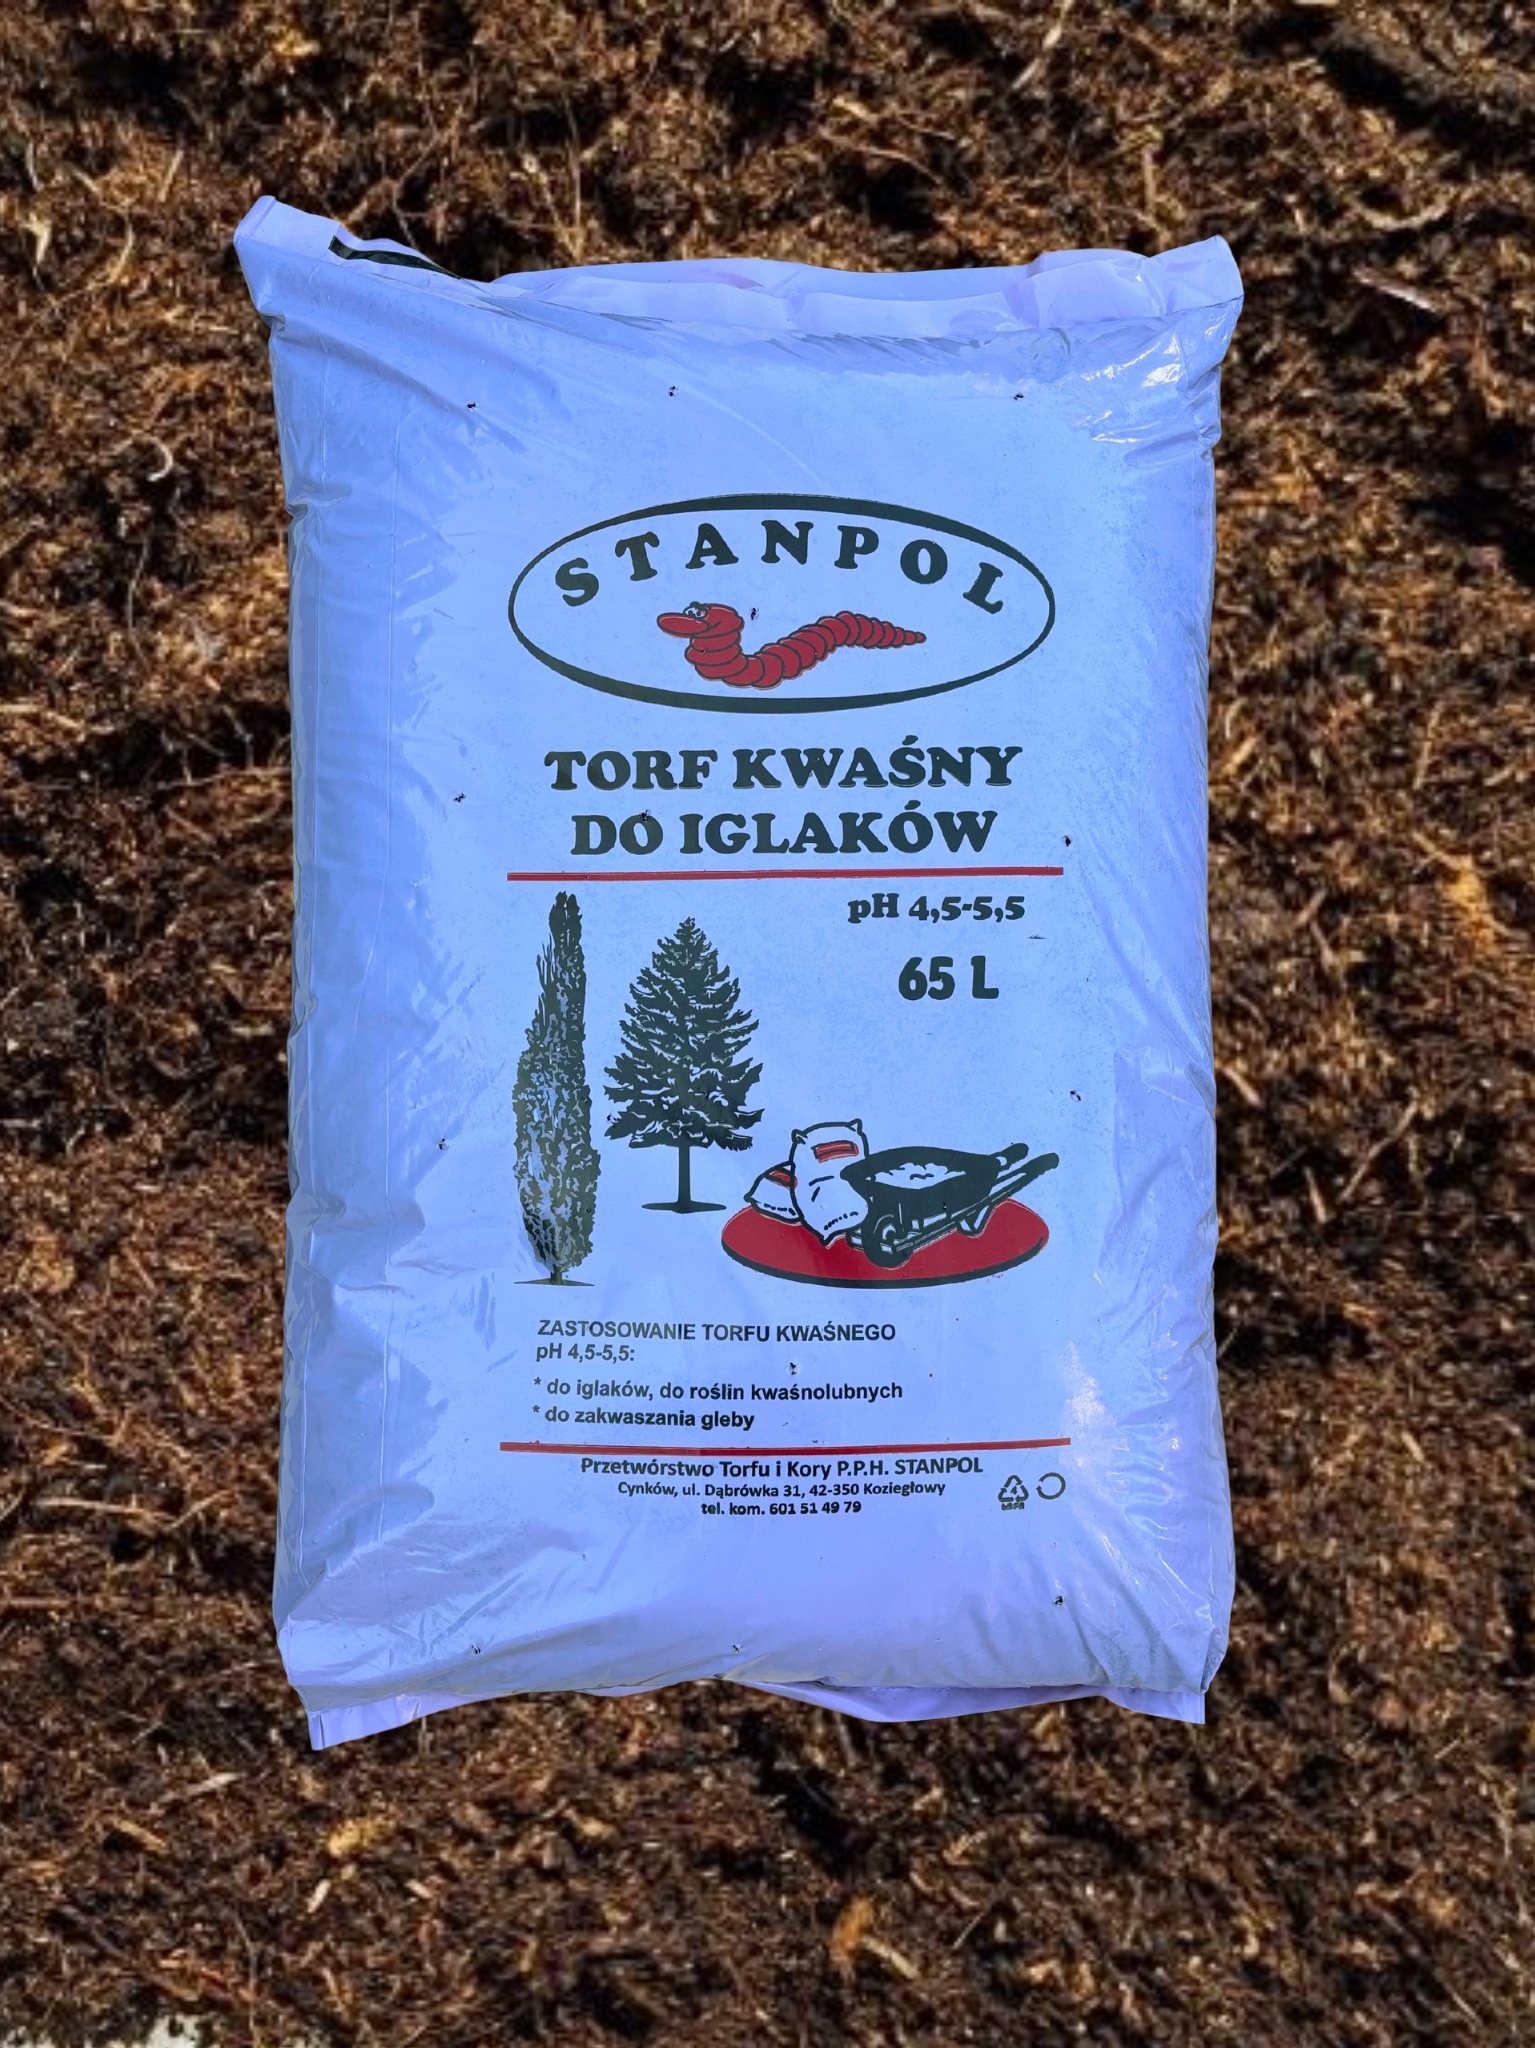 STANPOL
TORF KWAŚNY
DO IGLAKÓW
pH 4,5-5,5
65 L
ZASTOSOWANIE TORFU KWAŚNEGO
pH 4,5-5,5:
* do iglaków, do roślin kwaśnolubnych
* do zakwaszania gleby
Przetwórstwo Torfu i Kory P.P.H. STANPOL
Cynków, ul. Dąbrówka 31, 42-350 Koziegłowy
tel. kom. 601 51 49 79
4